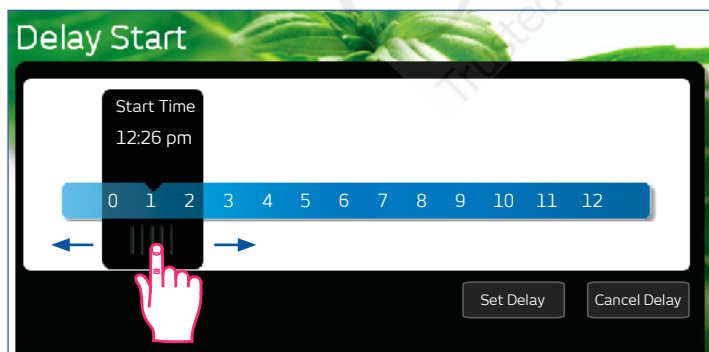 Trusted
Delay Start
Start Time
12:26 pm
0 1 2 3 4 5 6 7 8 9 10 11 12
Set Delay
Cancel Delay